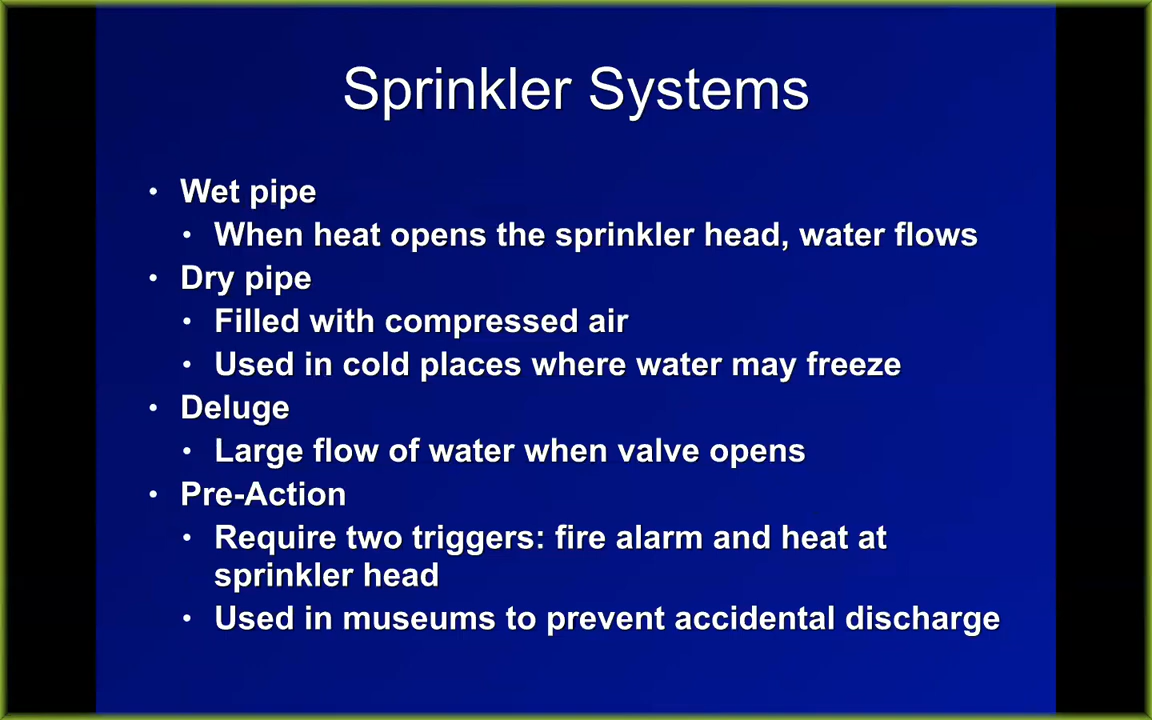 Sprinkler Systems
• Wet pipe
• When heat opens the sprinkler head, water flows
• Dry pipe
• Filled with compressed air
• Used in cold places where water may freeze
• Deluge
• Large flow of water when valve opens
• Pre-Action
• Require two triggers: fire alarm and heat at
sprinkler head
• Used in museums to prevent accidental discharge